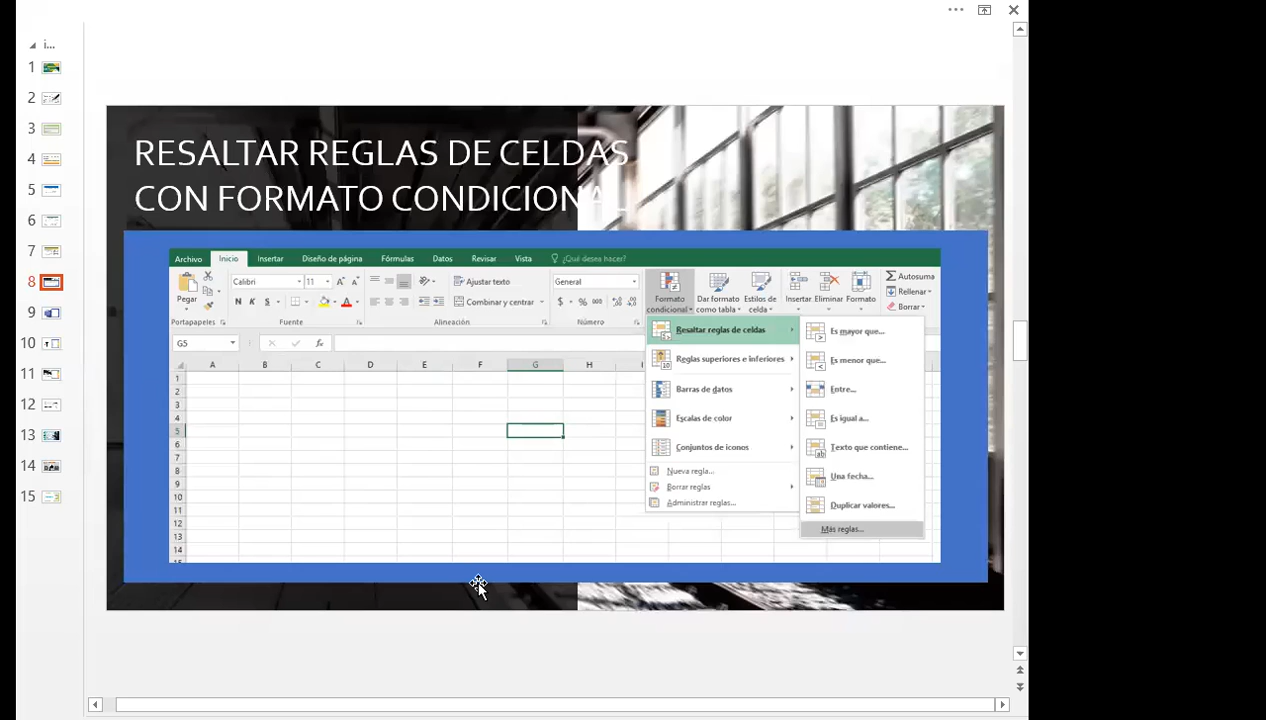 i...
1
2
3
4
5
6
7
8
9
10
11
12
13
14
15
RESALTAR REGLAS DE CELDAS
CON FORMATO CONDICIONAL
Archivo Inicio Insertar Diseño de página Fórmulas Datos Revisar Vista ¿Qué desea hacer?
Pegar
Calibri 11
N K S
Ajustar texto
Combinar y centrar
General
$ % 000
Formato condicional
Dar formato como tabla
Estilos de celda
Insertar Eliminar Formato
Autosuma
Rellenar
Borrar
Portapapeles Fuente Alineación Número
G5 fx
A B C D E F G H I
1
2
3
4
5
6
7
8
9
10
11
12
13
14
15
Resaltar reglas de celdas
Reglas superiores e inferiores
Barras de datos
Escalas de color
Conjuntos de iconos
Nueva regla...
Borrar reglas
Administrar reglas...
Es mayor que...
Es menor que...
Entre...
Es igual a...
Texto que contiene...
Una fecha...
Duplicar valores...
Más reglas...